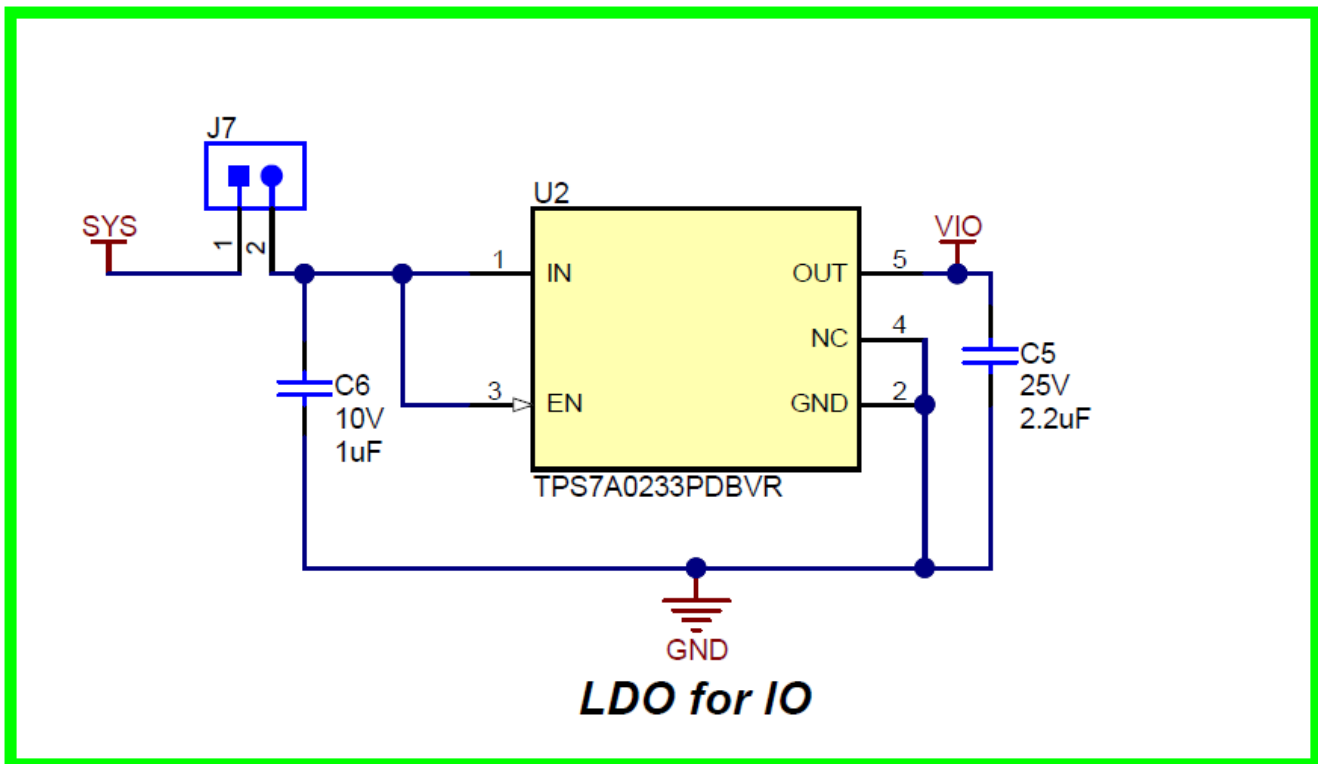 J7
SYS
1
2
U2
VIO
1
IN
OUT
5
NC
4
C6
10V
1uF
3
EN
GND
2
C5
25V
2.2uF
TPS7A0233PDBVR
GND
LDO for IO